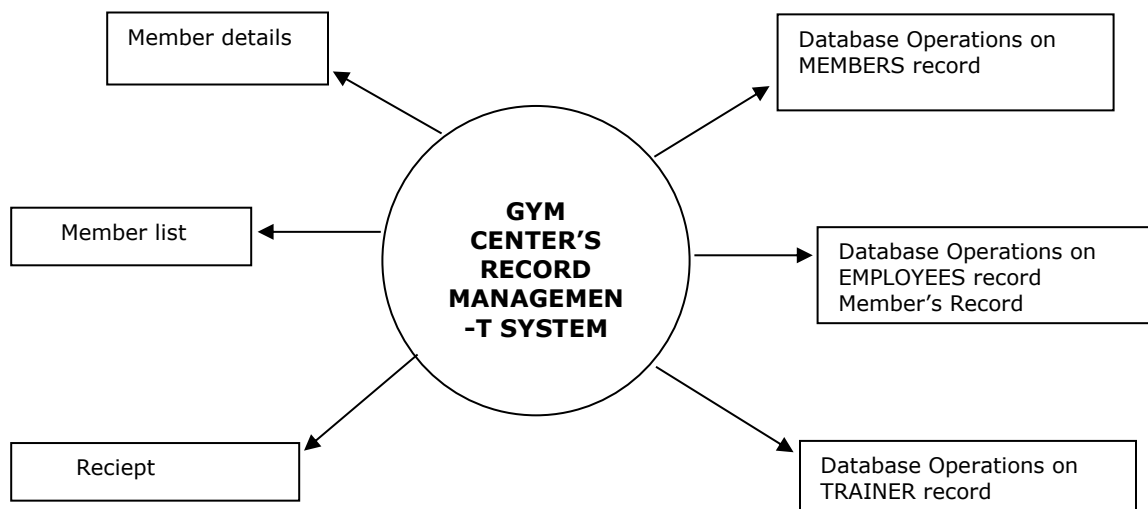 Member details
Database Operations on
MEMBERS record
GYM
CENTER’S
RECORD
MANAGEMEN
-T SYSTEM
Member list
Database Operations on
EMPLOYEES record
Member’s Record
Reciept
Database Operations on
TRAINER record